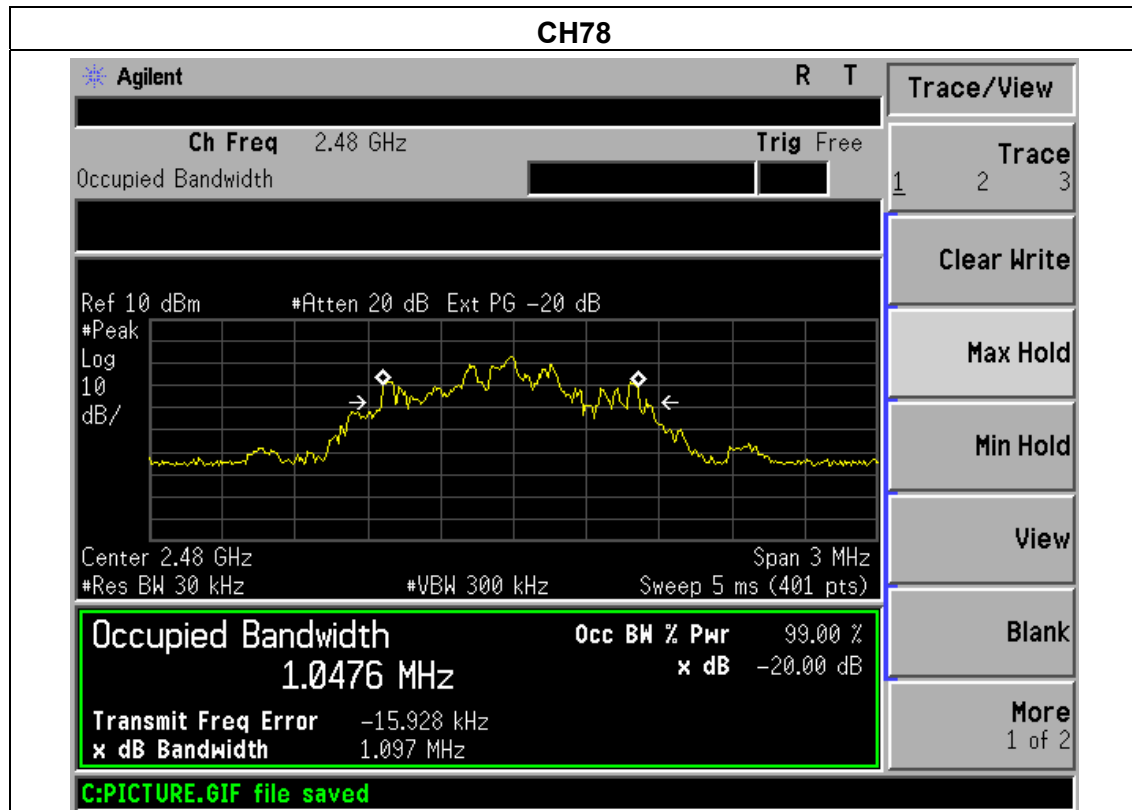 CH78
Agilent R T
Ch Freq 2.48 GHz Trig Free
Occupied Bandwidth
Ref 10 dBm #Atten 20 dB Ext PG -20 dB
#Peak
Log
10
dB/
Center 2.48 GHz Span 3 MHz
#Res BW 30 kHz #VBW 300 kHz Sweep 5 ms (401 pts)
Occupied Bandwidth Occ BW % Pwr 99.00 %
1.0476 MHz x dB -20.00 dB
Transmit Freq Error -15.928 kHz
x dB Bandwidth 1.097 MHz
C:PICTURE.GIF file saved
Trace/View
Trace
1 2 3
Clear Write
Max Hold
Min Hold
View
Blank
More
1 of 2